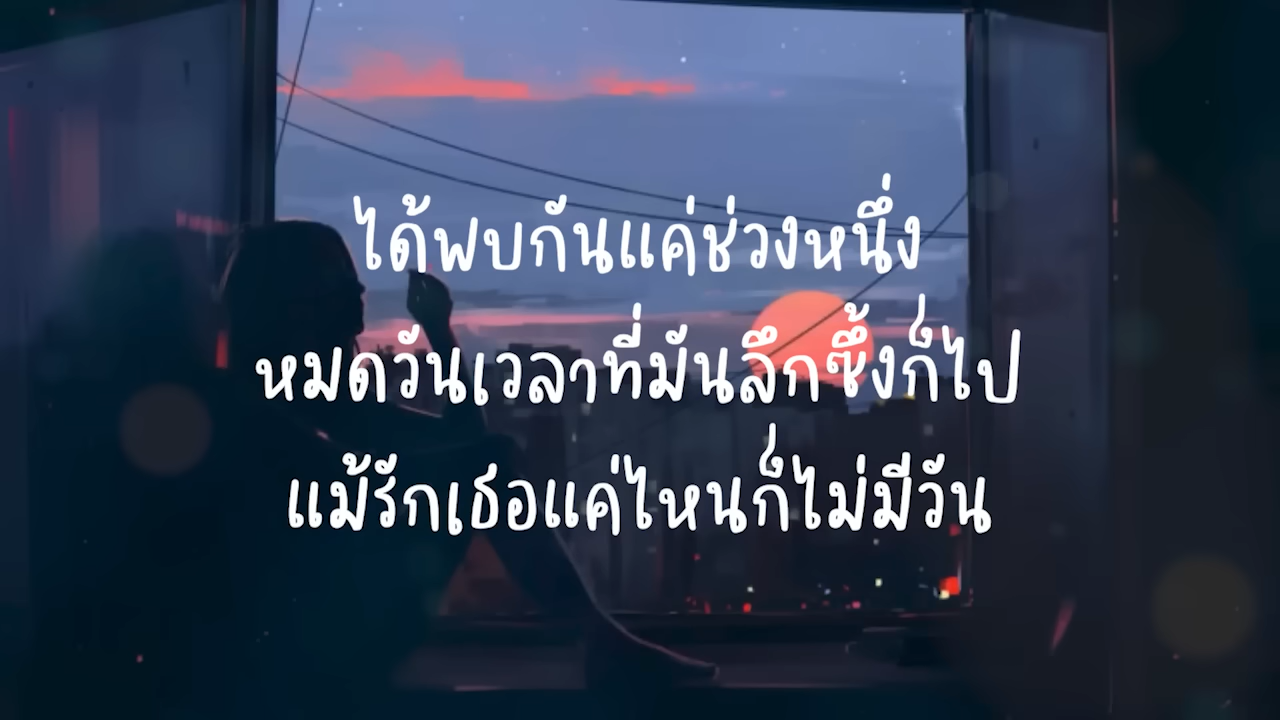 ได้พบกันแค่ช่วงหนึ่ง
หมดวันเวลาที่มันลึกซึ้งก็ไป
แม้รักเธอแค่ไหนก็ไม่มีวัน